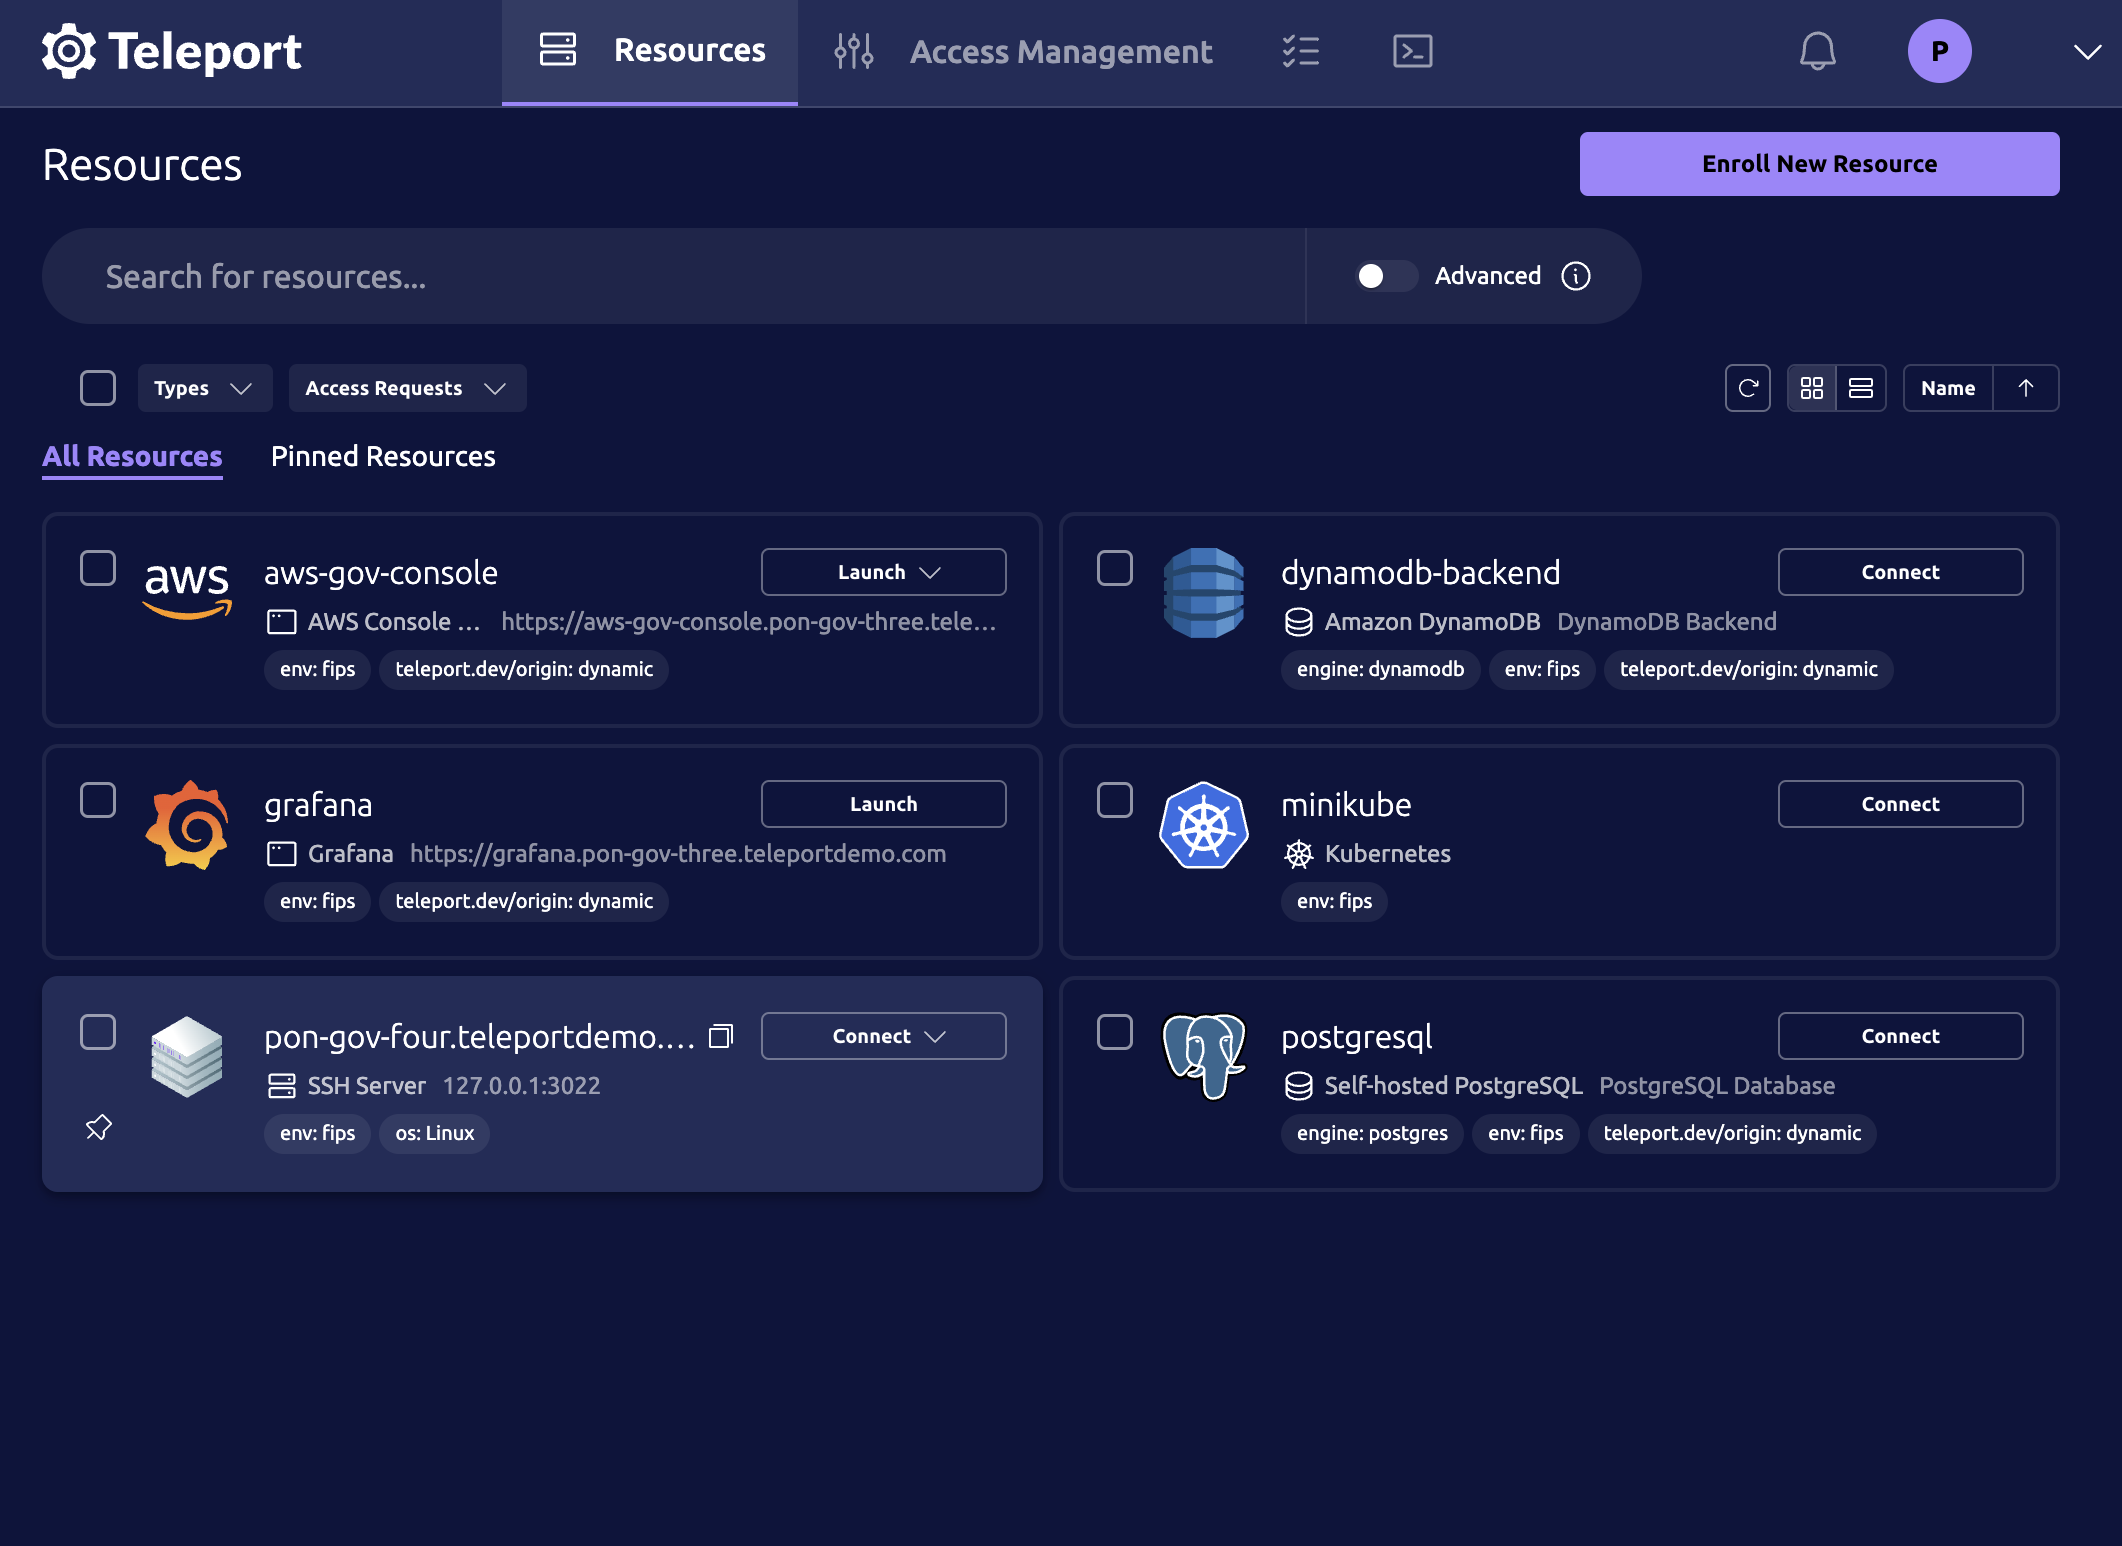 Teleport
Resources
Access Management
P
Resources
Enroll New Resource
Search for resources...
Advanced
Types
Access Requests
Name
All Resources
Pinned Resources
aws
aws-gov-console
Launch
AWS Console ... https://aws-gov-console.pon-gov-three.tele...
env: fips
teleport.dev/origin: dynamic
dynamodb-backend
Connect
Amazon DynamoDB DynamoDB Backend
engine: dynamodb
env: fips
teleport.dev/origin: dynamic
grafana
Launch
Grafana https://grafana.pon-gov-three.teleportdemo.com
env: fips
teleport.dev/origin: dynamic
minikube
Connect
Kubernetes
env: fips
pon-gov-four.teleportdemo....
Connect
SSH Server 127.0.0.1:3022
env: fips
os: Linux
postgresql
Connect
Self-hosted PostgreSQL PostgreSQL Database
engine: postgres
env: fips
teleport.dev/origin: dynamic